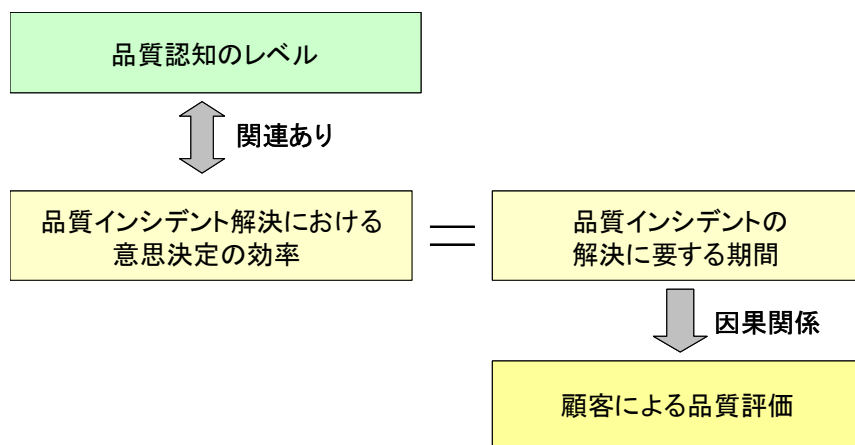 品質認知のレベル
関連あり
品質インシデント解決における
意思決定の効率
＝
品質インシデントの
解決に要する期間
因果関係
顧客による品質評価